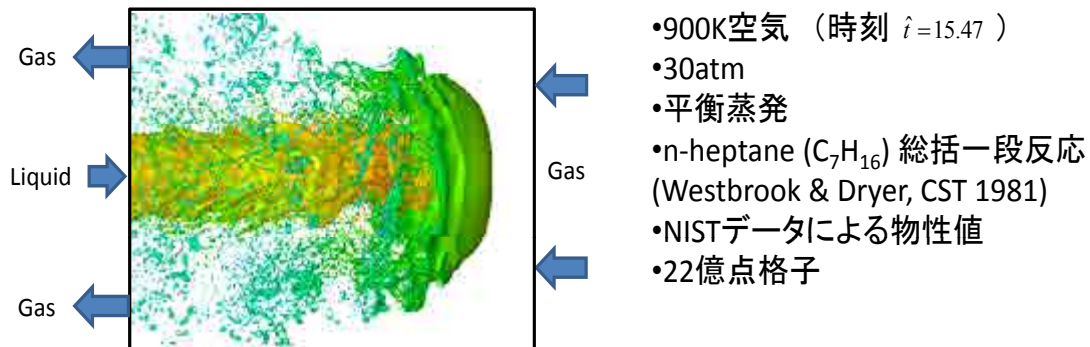 Gas
Liquid
Gas
Gas
•900K空気 （時刻 t̂ =15.47 ）
•30atm
•平衡蒸発
•n-heptane (C₇H₁₆) 総括一段反応
(Westbrook & Dryer, CST 1981)
•NISTデータによる物性値
•22億点格子